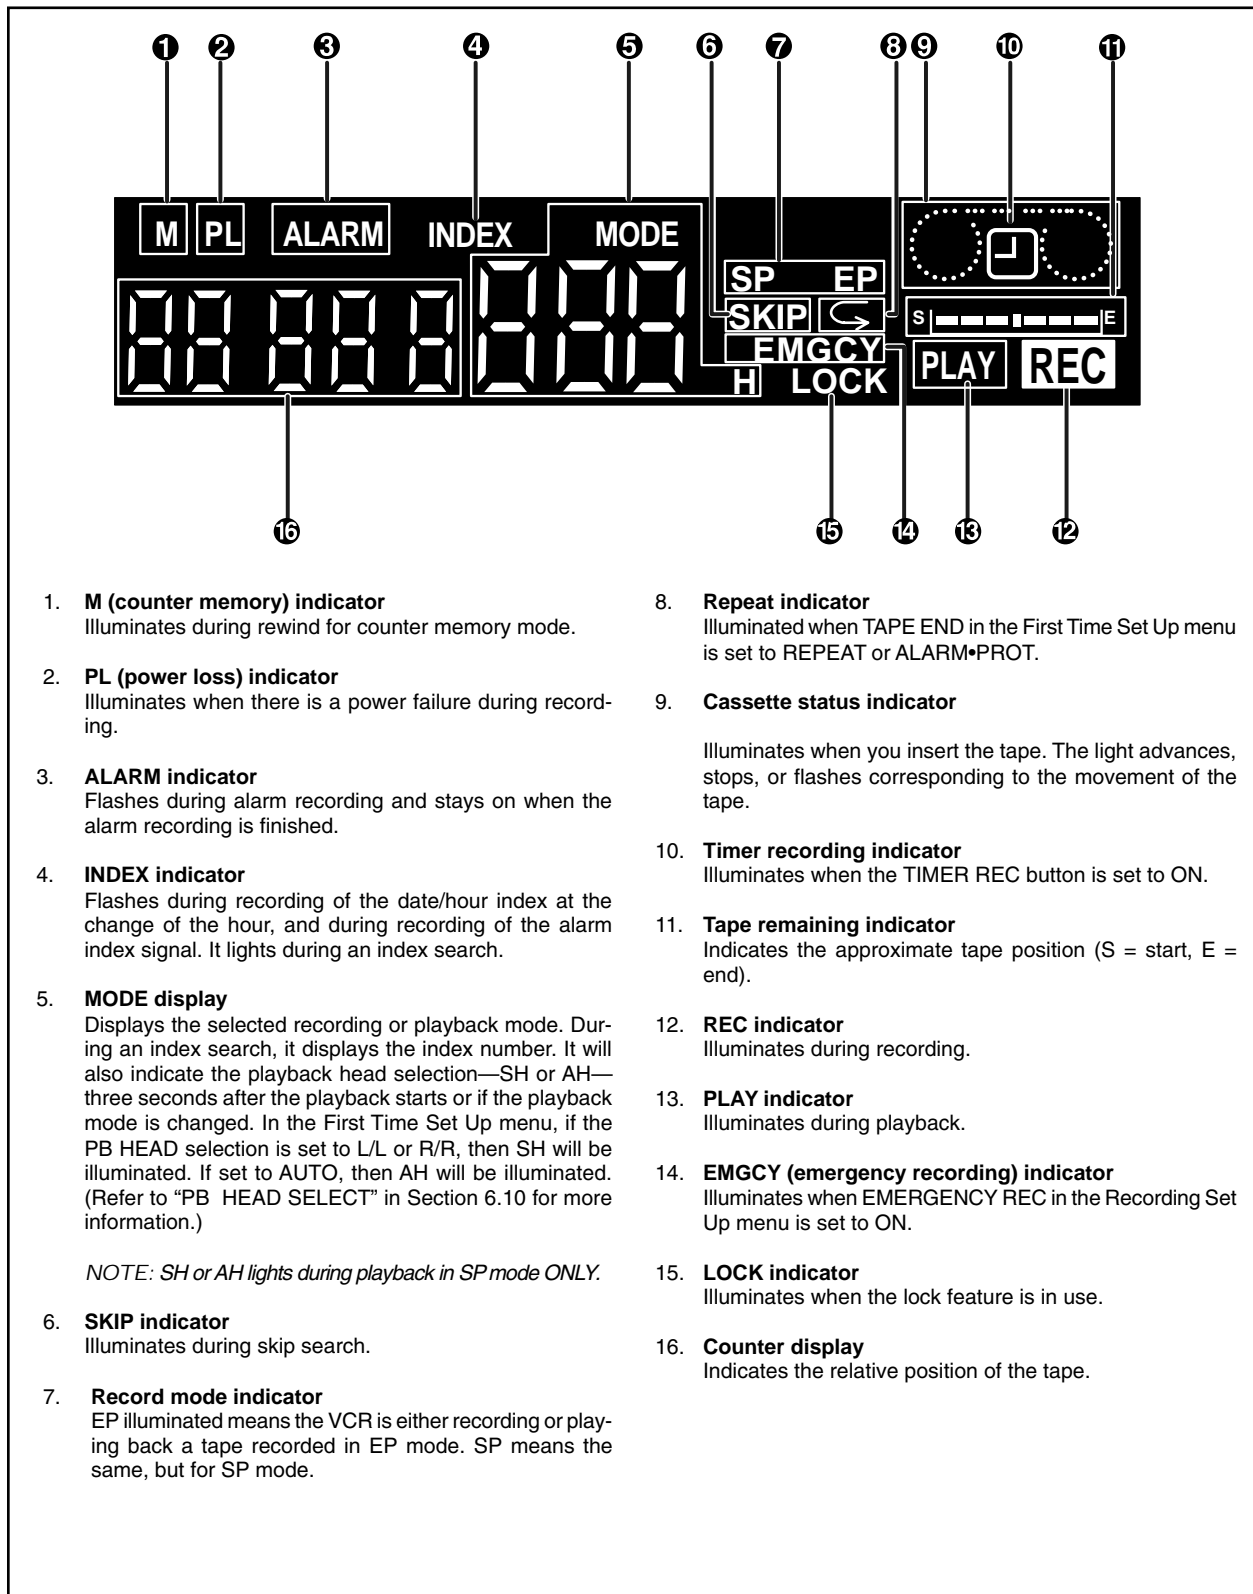 1 2 3 4 5 6 7 8 9 10 11
M PL ALARM INDEX MODE
SP EP
S E
SKIP
EMGCY
PLAY REC
H LOCK
16 15 14 13 12
1. M (counter memory) indicator
Illuminates during rewind for counter memory mode.
2. PL (power loss) indicator
Illuminates when there is a power failure during record-
ing.
3. ALARM indicator
Flashes during alarm recording and stays on when the
alarm recording is finished.
4. INDEX indicator
Flashes during recording of the date/hour index at the
change of the hour, and during recording of the alarm
index signal. It lights during an index search.
5. MODE display
Displays the selected recording or playback mode. Dur-
ing an index search, it displays the index number. It will
also indicate the playback head selection—SH or AH—
three seconds after the playback starts or if the playback
mode is changed. In the First Time Set Up menu, if the
PB HEAD selection is set to L/L or R/R, then SH will be
illuminated. If set to AUTO, then AH will be illuminated.
(Refer to “PB HEAD SELECT” in Section 6.10 for more
information.)
NOTE: SH or AH lights during playback in SP mode ONLY.
6. SKIP indicator
Illuminates during skip search.
7. Record mode indicator
EP illuminated means the VCR is either recording or play-
ing back a tape recorded in EP mode. SP means the
same, but for SP mode.
8. Repeat indicator
Illuminated when TAPE END in the First Time Set Up menu
is set to REPEAT or ALARM•PROT.
9. Cassette status indicator
Illuminates when you insert the tape. The light advances,
stops, or flashes corresponding to the movement of the
tape.
10. Timer recording indicator
Illuminates when the TIMER REC button is set to ON.
11. Tape remaining indicator
Indicates the approximate tape position (S = start, E =
end).
12. REC indicator
Illuminates during recording.
13. PLAY indicator
Illuminates during playback.
14. EMGCY (emergency recording) indicator
Illuminates when EMERGENCY REC in the Recording Set
Up menu is set to ON.
15. LOCK indicator
Illuminates when the lock feature is in use.
16. Counter display
Indicates the relative position of the tape.